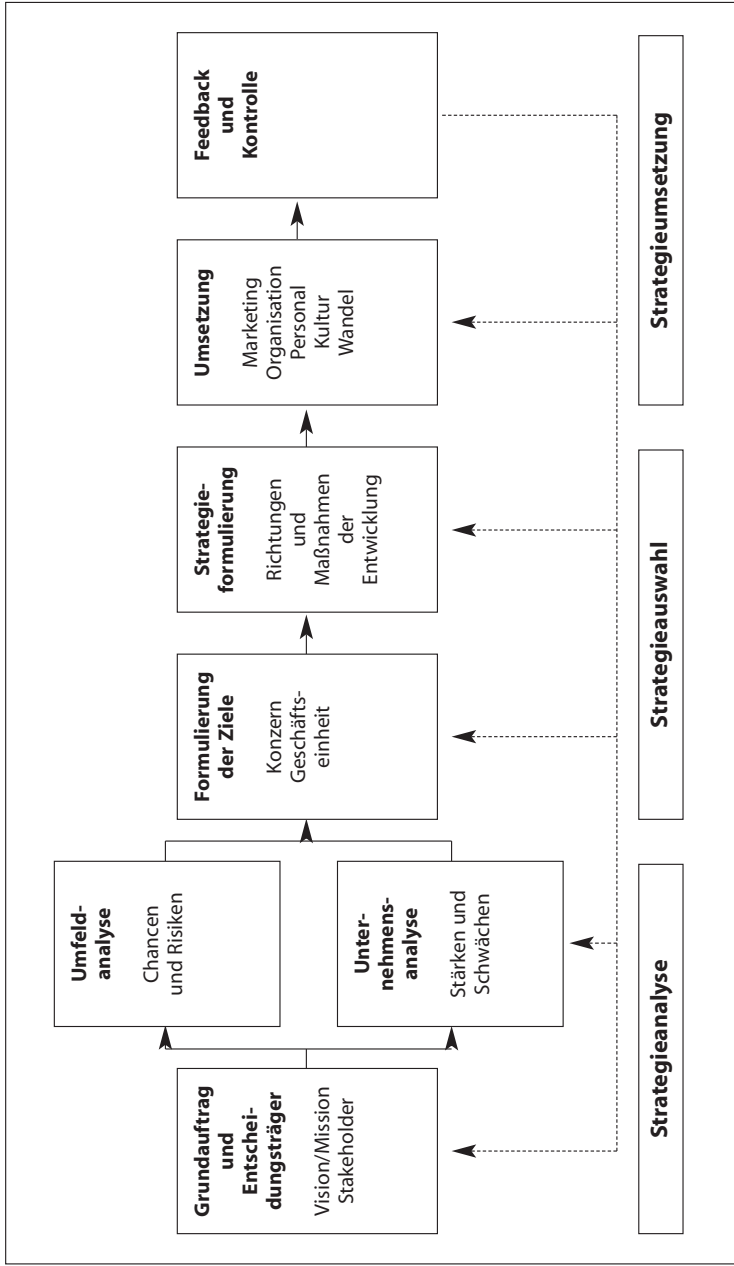 Grundauftrag
und
Entschei-
dungsträger
Vision/Mission
Stakeholder
Umfeld-
analyse
Chancen
und Risiken
Unter-
nehmens-
analyse
Stärken und
Schwächen
Formulierung
der Ziele
Konzern
Geschäfts-
einheit
Strategie-
formulierung
Richtungen
und
Maßnahmen
der
Entwicklung
Umsetzung
Marketing
Organisation
Personal
Kultur
Wandel
Feedback
und
Kontrolle
Strategieanalyse
Strategieauswahl
Strategieumsetzung